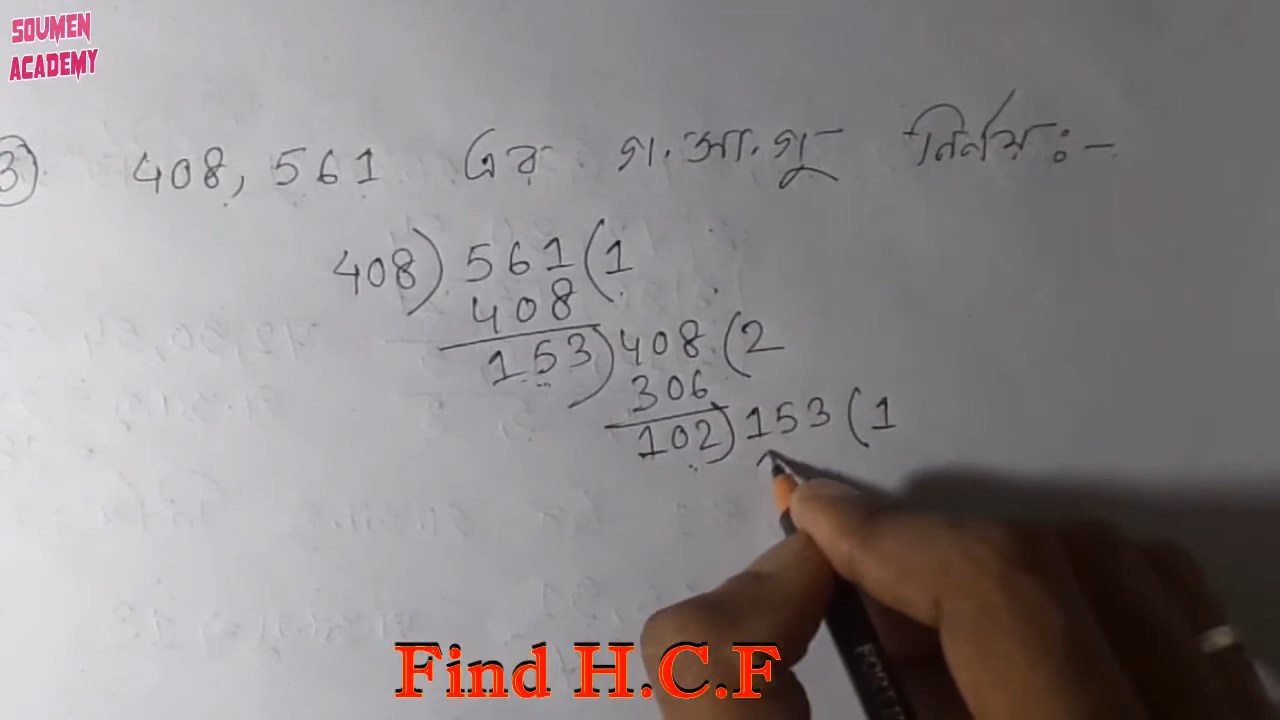 SOUMEN
ACADEMY
3)
408, 561 এর গ.সা.গু নির্ণয় :-
408) 561 (1
408
153) 408 (2
306
102) 153 (1
Find H.C.F